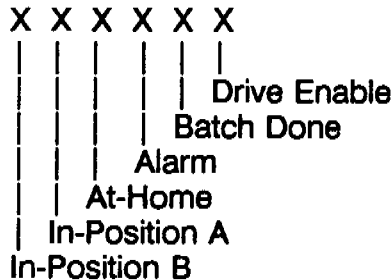 X X X X X X
Drive Enable
Batch Done
Alarm
At-Home
In-Position A
In-Position B